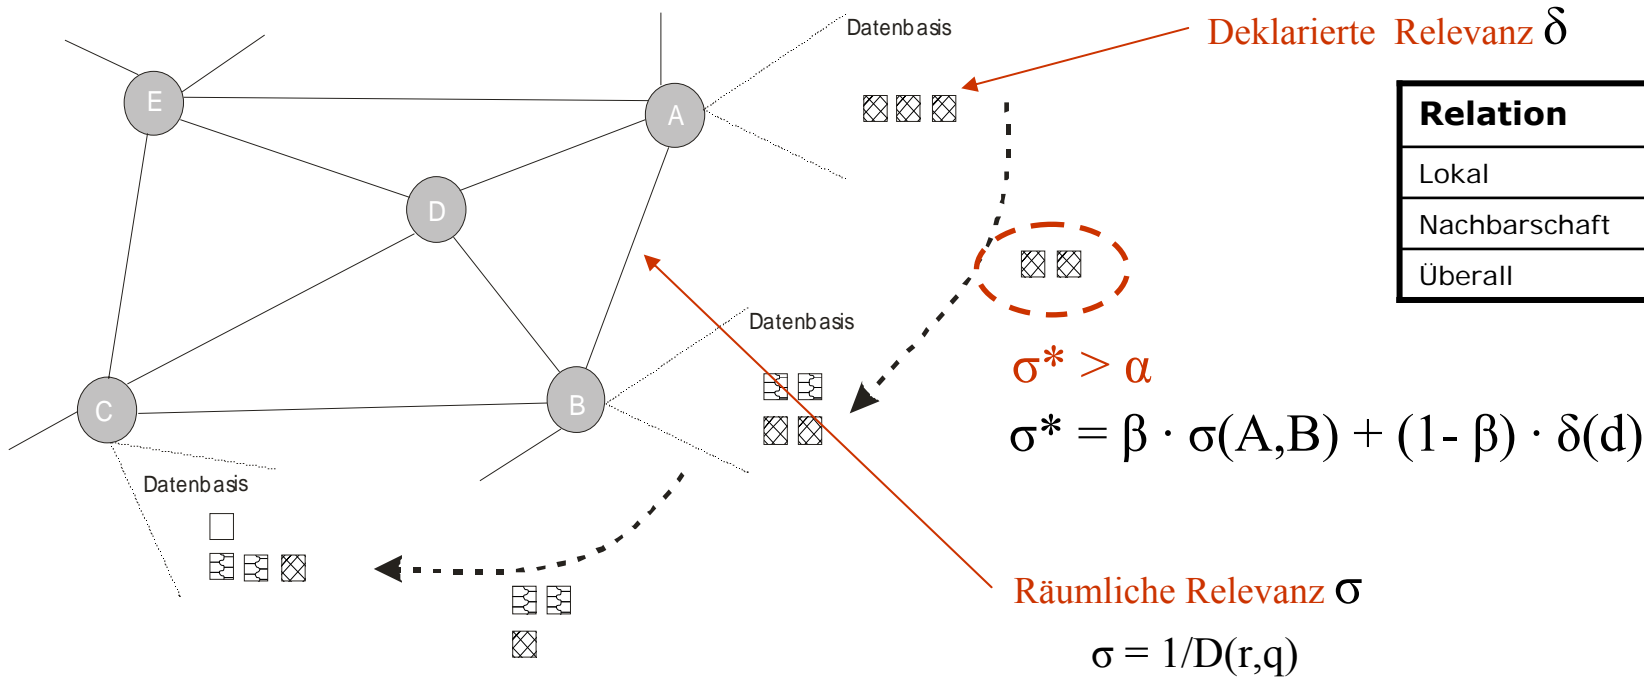 Datenbasis
Deklarierte Relevanz δ
E
A
Relation
Lokal
Nachbarschaft
Überall
D
Datenbasis
σ* > α
B
C
σ* = β · σ(A,B) + (1- β) · δ(d)
Datenbasis
Räumliche Relevanz σ
σ = 1/D(r,q)